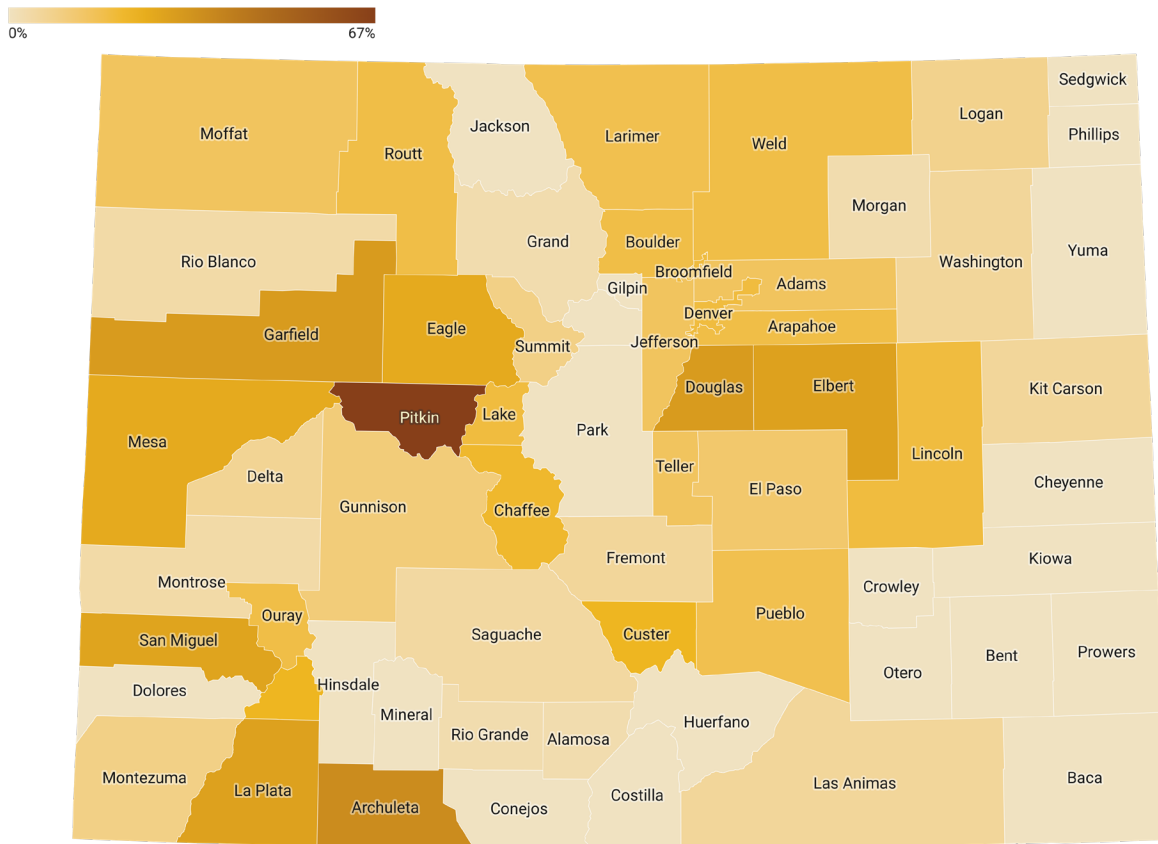 0% 67%
Sedgwick
Logan
Jackson
Phillips
Moffat
Larimer
Weld
Routt
Morgan
Grand
Boulder
Yuma
Rio Blanco
Washington
Broomfield
Gilpin
Adams
Denver
Arapahoe
Eagle
Garfield
Jefferson
Summit
Douglas
Elbert
Kit Carson
Pitkin
Lake
Park
Mesa
Lincoln
Teller
Delta
Cheyenne
El Paso
Gunnison
Chaffee
Fremont
Kiowa
Montrose
Crowley
Ouray
Pueblo
Saguache
Custer
San Miguel
Prowers
Bent
Otero
Hinsdale
Dolores
Mineral
Huerfano
Rio Grande
Alamosa
Montezuma
Baca
Las Animas
La Plata
Costilla
Archuleta
Conejos